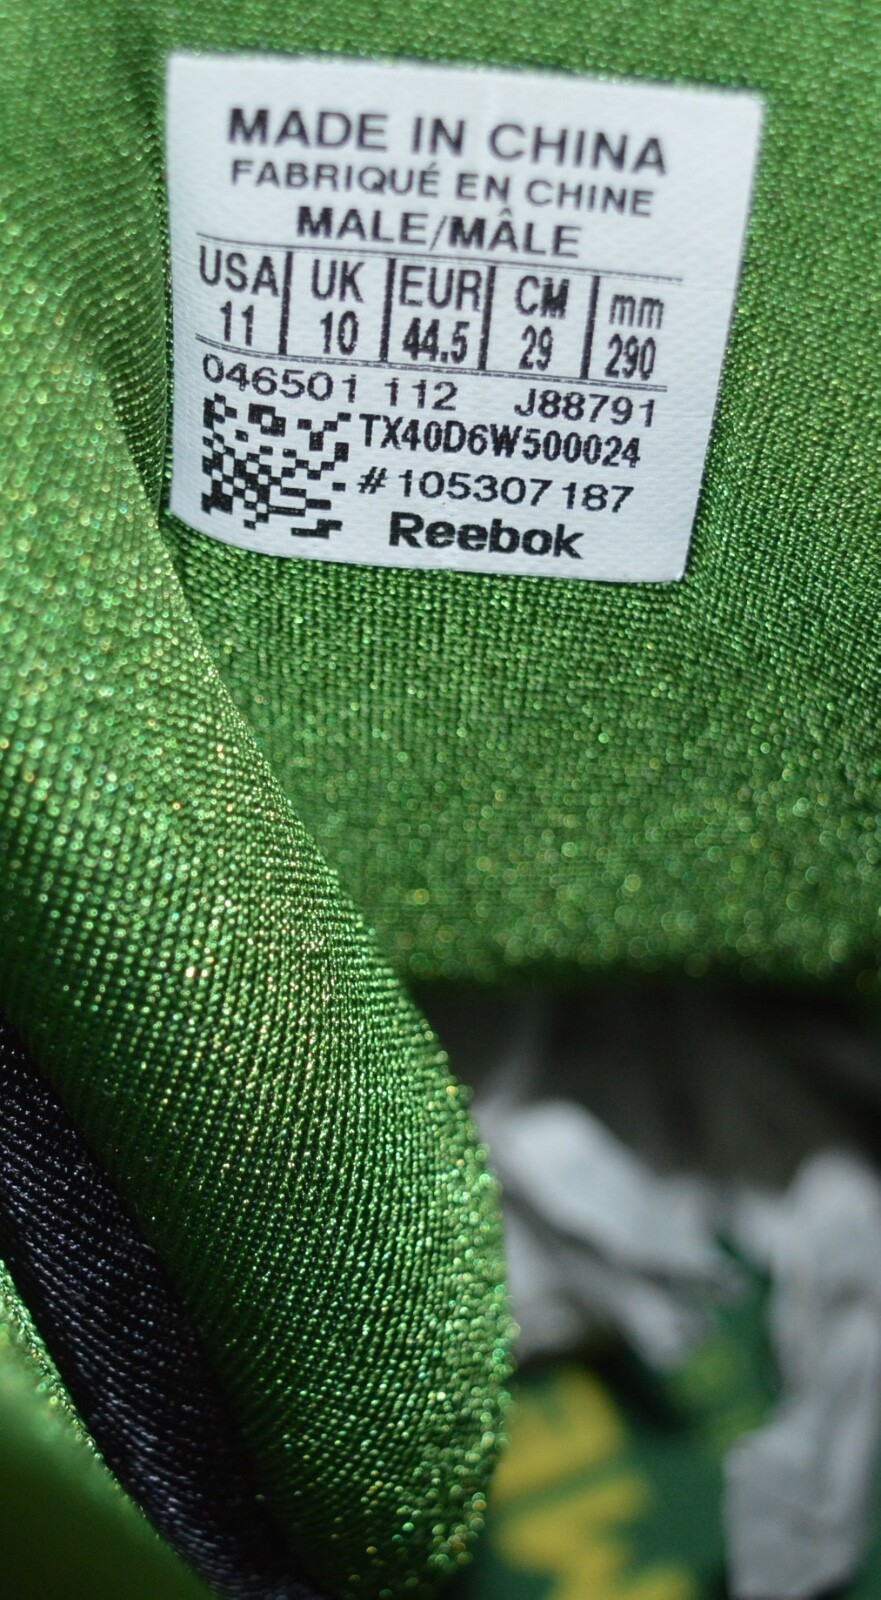 MADE IN CHINA
FABRIQUÉ EN CHINE
MALE/MÂLE
USA UK EUR CM mm
11 10 44.5 29 290
046501 112 J88791
TX40D6W500024
#105307187
Reebok